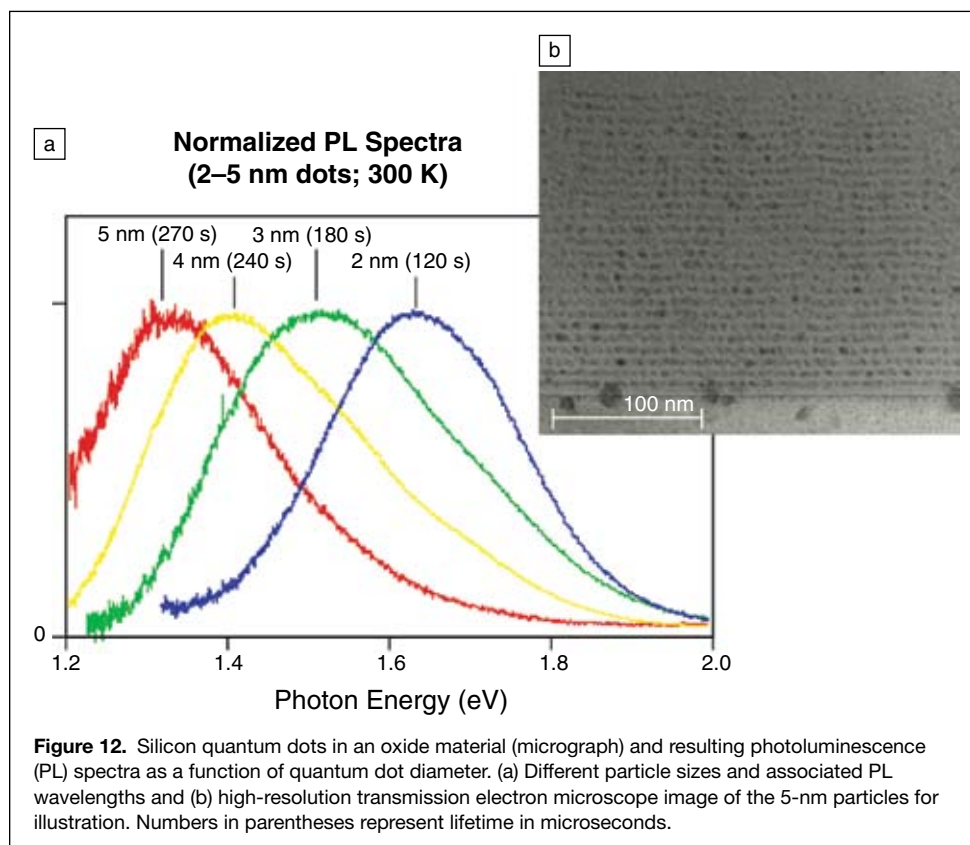 b
a
Normalized PL Spectra
(2–5 nm dots; 300 K)
5 nm (270 s)
3 nm (180 s)
4 nm (240 s)
2 nm (120 s)
100 nm
0
1.2
1.4
1.6
1.8
2.0
Photon Energy (eV)
Figure 12. Silicon quantum dots in an oxide material (micrograph) and resulting photoluminescence
(PL) spectra as a function of quantum dot diameter. (a) Different particle sizes and associated PL
wavelengths and (b) high-resolution transmission electron microscope image of the 5-nm particles for
illustration. Numbers in parentheses represent lifetime in microseconds.